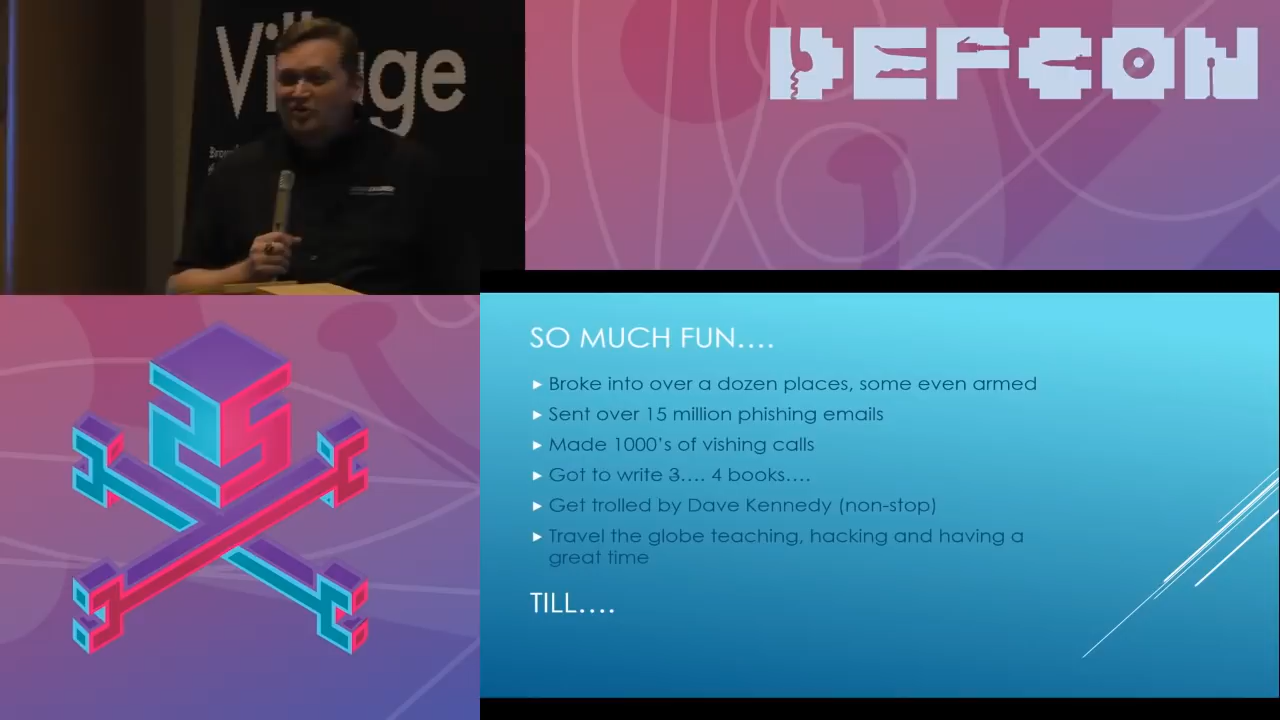 Village
DEFCON
25
SO MUCH FUN....
Broke into over a dozen places, some even armed
Sent over 15 million phishing emails
Made 1000's of vishing calls
Got to write 3.... 4 books....
Get trolled by Dave Kennedy (non-stop)
Travel the globe teaching, hacking and having a
great time
TILL....